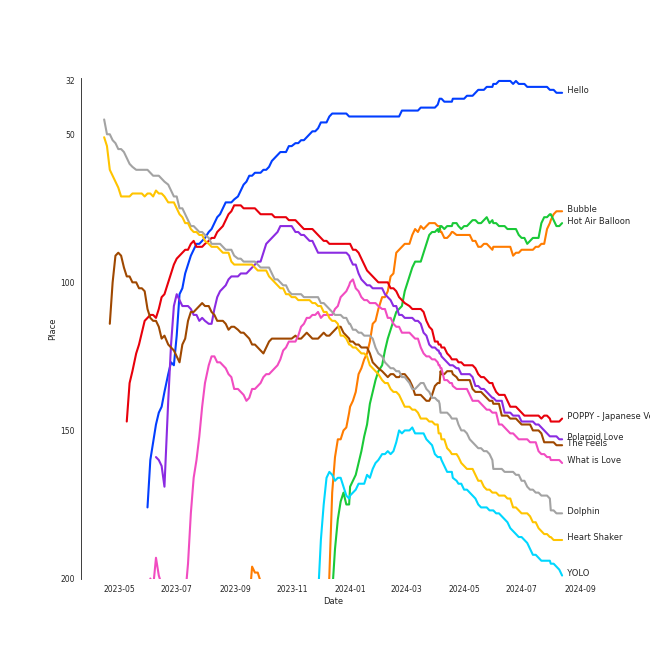 32
50
100
150
200
Place
2023-05
2023-07
2023-09
2023-11
2024-01
2024-03
2024-05
2024-07
2024-09
Date
Hello
Bubble
Hot Air Balloon
POPPY - Japanese Ve
Polaroid Love
The Feels
What is Love
Dolphin
Heart Shaker
YOLO